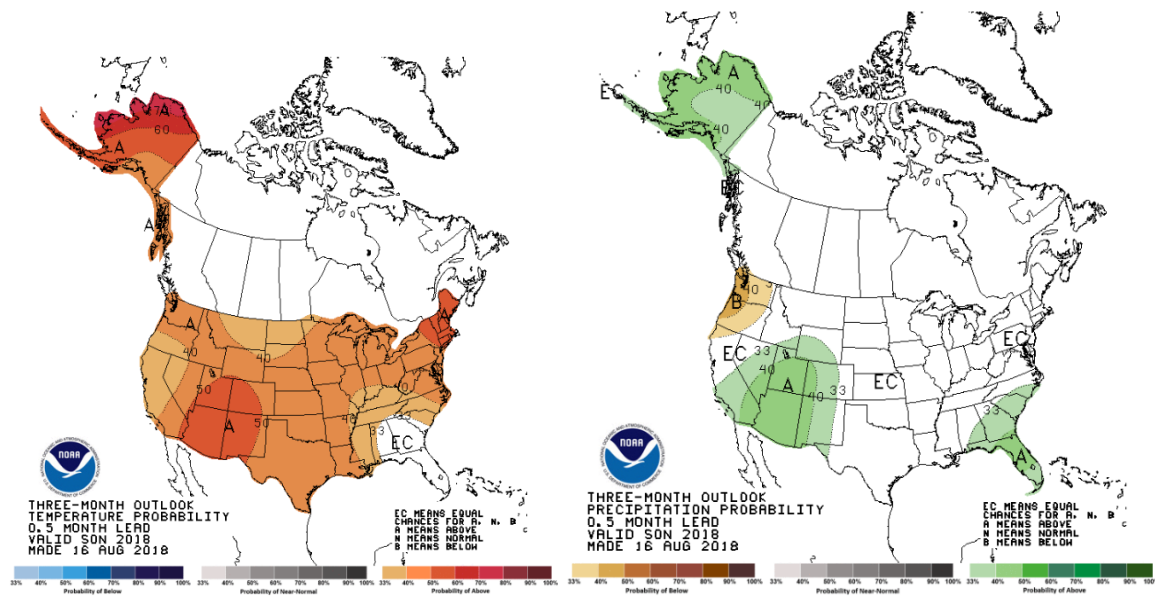 A
70
60
A
A
A
A
40
40
50
40
A
50
40
33
EC
NOAA
THREE-MONTH OUTLOOK
TEMPERATURE PROBABILITY
0.5 MONTH LEAD
VALID SON 2018
MADE 16 AUG 2018
EC MEANS EQUAL
CHANCES FOR A, N, B
A MEANS ABOVE
N MEANS NORMAL
B MEANS BELOW
33% 40% 50% 60% 70% 80% 90% 100%
Probability of Below
33% 40% 50% 60% 70% 80% 90% 100%
Probability of Near-Normal
33% 40% 50% 60% 70% 80% 90% 100%
Probability of Above
A
EC
40
40
40
EC
40
B
EC
33
EC
40
A
33
EC
40
33
A
NOAA
THREE-MONTH OUTLOOK
PRECIPITATION PROBABILITY
0.5 MONTH LEAD
VALID SON 2018
MADE 16 AUG 2018
EC MEANS EQUAL
CHANCES FOR A, N, B
A MEANS ABOVE
N MEANS NORMAL
B MEANS BELOW
33% 40% 50% 60% 70% 80% 90% 100%
Probability of Below
33% 40% 50% 60% 70% 80% 90% 100%
Probability of Near-Normal
33% 40% 50% 60% 70% 80% 90% 100%
Probability of Above